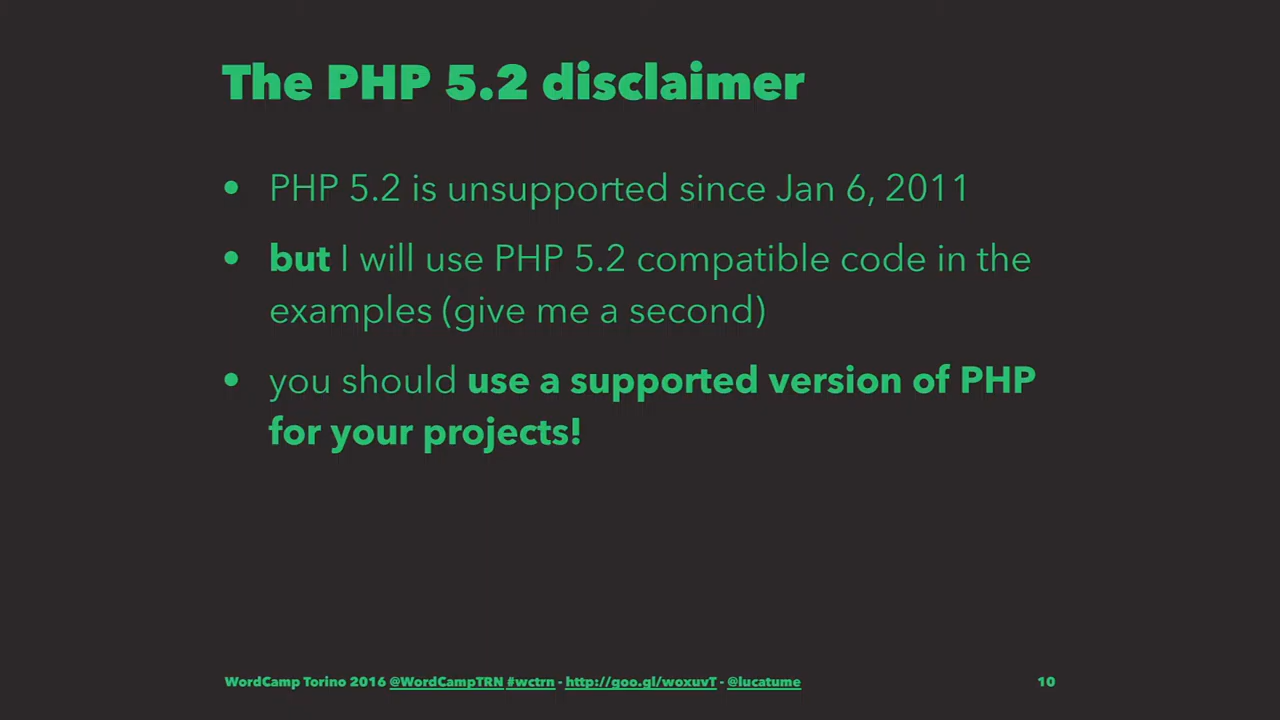 The PHP 5.2 disclaimer
• PHP 5.2 is unsupported since Jan 6, 2011
• but I will use PHP 5.2 compatible code in the
examples (give me a second)
• you should use a supported version of PHP
for your projects!
WordCamp Torino 2016 @WordCampTRN #wctrn - http://goo.gl/woxuvT - @lucatume 10